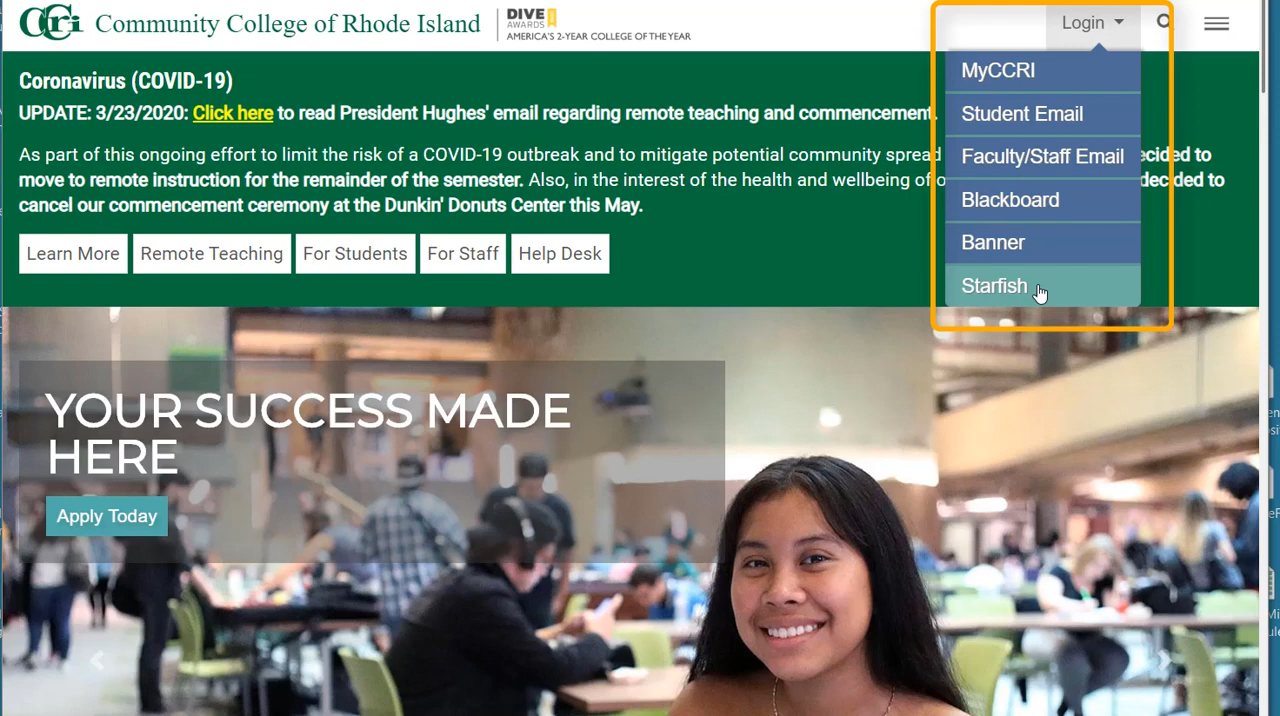 CCRi Community College of Rhode Island
DIVE
AWARDS
AMERICA'S 2-YEAR COLLEGE OF THE YEAR
Login
MyCCRI
Student Email
Faculty/Staff Email
Blackboard
Banner
Starfish
Coronavirus (COVID-19)
UPDATE: 3/23/2020: Click here to read President Hughes' email regarding remote teaching and commencement.
As part of this ongoing effort to limit the risk of a COVID-19 outbreak and to mitigate potential community spread
move to remote instruction for the remainder of the semester. Also, in the interest of the health and wellbeing of decided to
cancel our commencement ceremony at the Dunkin' Donuts Center this May.
Learn More Remote Teaching For Students For Staff Help Desk
YOUR SUCCESS MADE
HERE
Apply Today